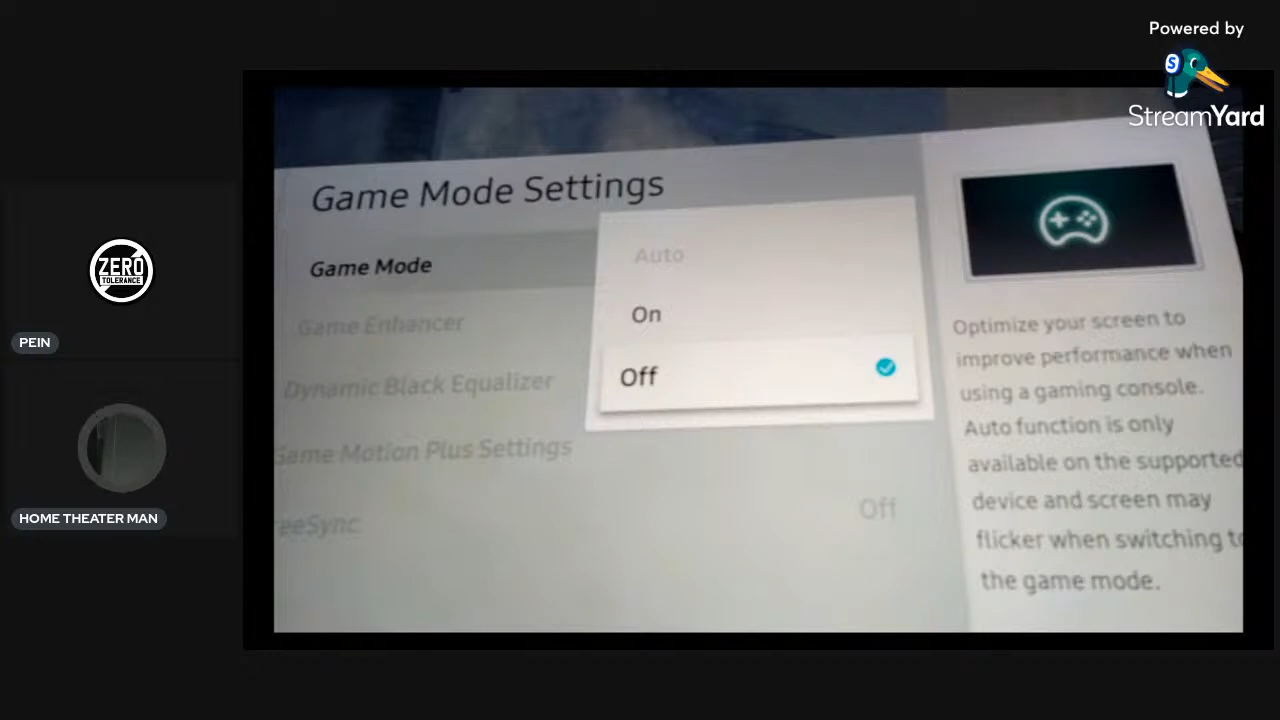 Powered by
StreamYard
S
Game Mode Settings
Game Mode
Auto
On
Off
Game Enhancer
Dynamic Black Equalizer
Game Motion Plus Settings
reeSync
Off
Optimize your screen to
improve performance when
using a gaming console.
Auto function is only
available on the supported
device and screen may
flicker when switching to
the game mode.
ZERO
TOLERANCE
PEIN
HOME THEATER MAN